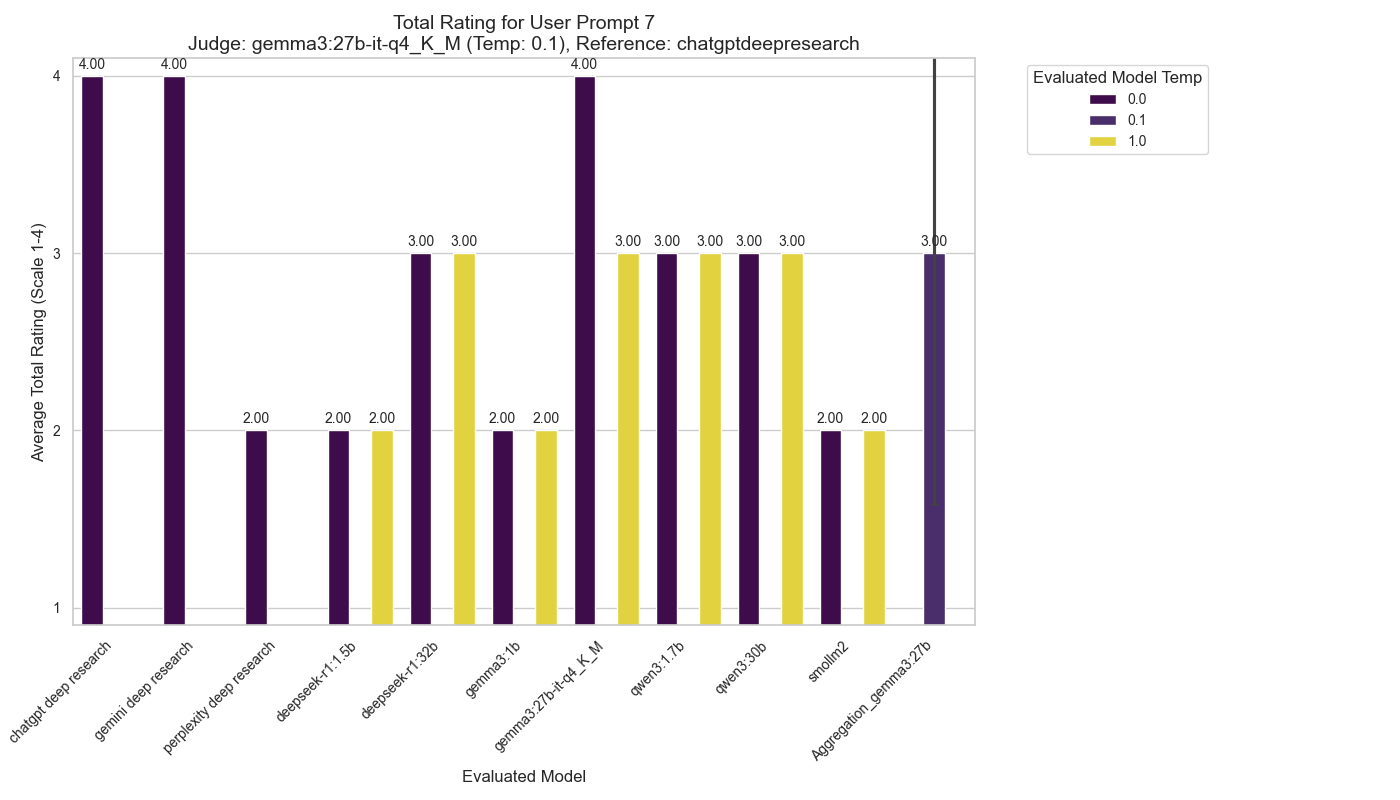 Total Rating for User Prompt 7
Judge: gemma3:27b-it-q4_K_M (Temp: 0.1), Reference: chatgptdeepresearch
Average Total Rating (Scale 1-4)
4
3
2
1
4.00
4.00
2.00
2.00
2.00
3.00
3.00
2.00
2.00
4.00
3.00
3.00
3.00
3.00
3.00
2.00
2.00
3.00
chatgpt deep research
gemini deep research
perplexity deep research
deepseek-r1:1.5b
deepseek-r1:32b
gemma3:1b
gemma3:27b-it-q4_K_M
qwen3:1.7b
qwen3:30b
smollm2
Aggregation_gemma3:27b
Evaluated Model
Evaluated Model Temp
0.0
0.1
1.0